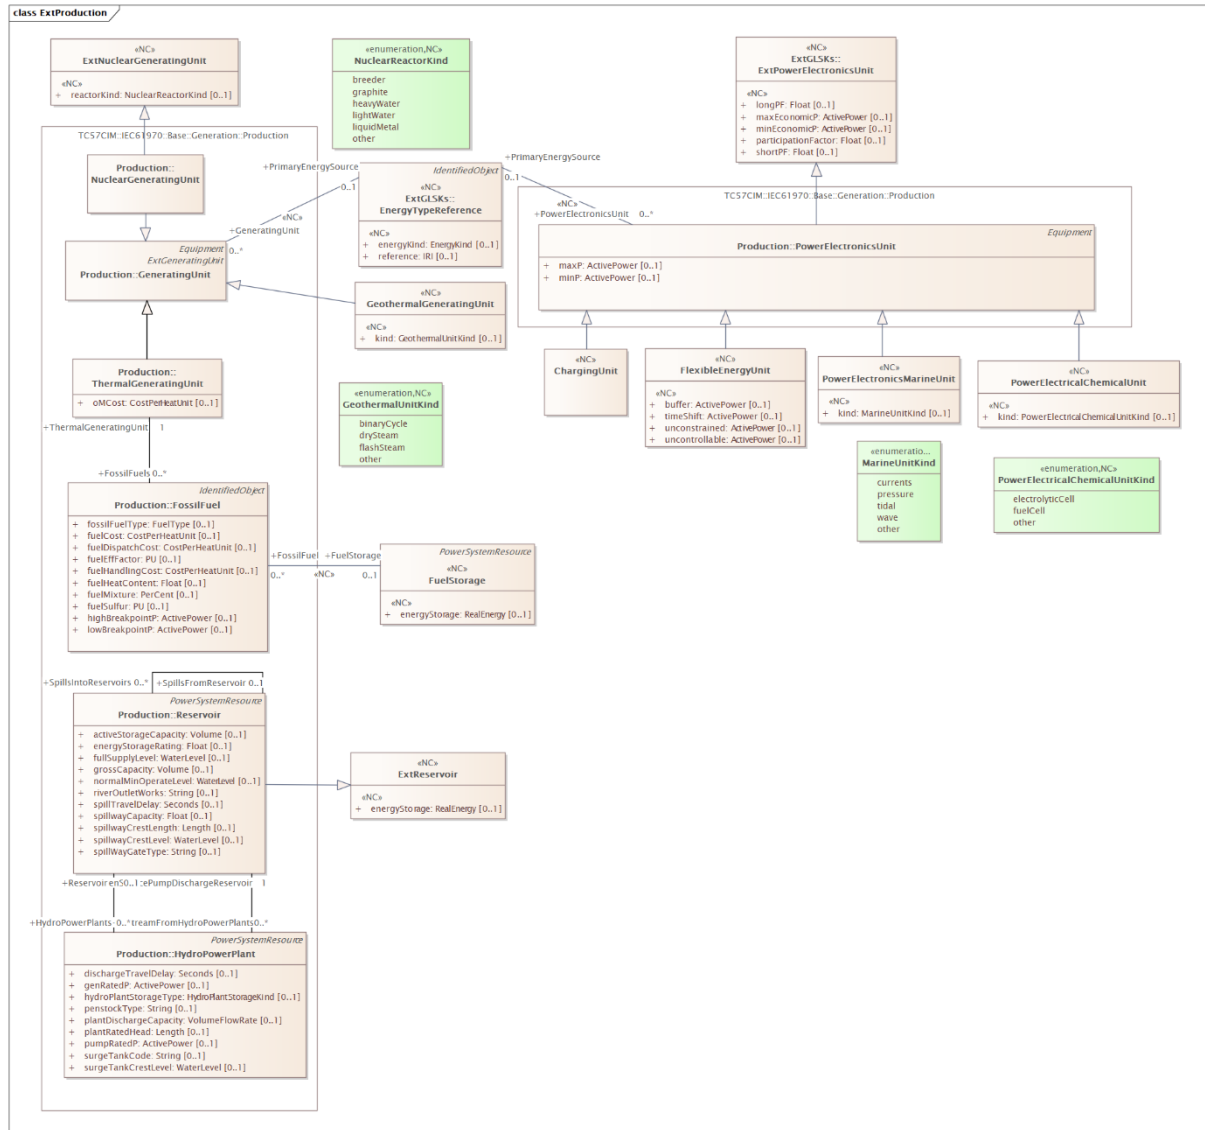 class ExtProduction
«NC»
ExtNuclearGeneratingUnit
«NC»
+ reactorKind: NuclearReactorKind [0..1]
«enumeration,NC»
NuclearReactorKind
breeder
graphite
heavyWater
lightWater
liquidMetal
other
«NC»
ExtGLSKs::
ExtPowerElectronicsUnit
«NC»
+ longPF: Float [0..1]
+ maxEconomicP: ActivePower [0..1]
+ minEconomicP: ActivePower [0..1]
+ participationFactor: Float [0..1]
+ shortPF: Float [0..1]
TC57CIM::IEC61970::Base::Generation::Production
Production::
NuclearGeneratingUnit
+PrimaryEnergySource
0..1
+PrimaryEnergySource
0..1
IdentifiedObject
«NC»
ExtGLSKs::
EnergyTypeReference
«NC»
+ energyKind: EnergyKind [0..1]
+ reference: IRI [0..1]
«NC»
+GeneratingUnit
0..*
«NC»
+PowerElectronicsUnit 0..*
TC57CIM::IEC61970::Base::Generation::Production
Equipment
Production::PowerElectronicsUnit
+ maxP: ActivePower [0..1]
+ minP: ActivePower [0..1]
Equipment
ExtGeneratingUnit
Production::GeneratingUnit
«NC»
GeothermalGeneratingUnit
«NC»
+ kind: GeothermalUnitKind [0..1]
«NC»
ChargingUnit
«NC»
FlexibleEnergyUnit
+ buffer: ActivePower [0..1]
+ timeShift: ActivePower [0..1]
+ unconstrained: ActivePower [0..1]
+ uncontrollable: ActivePower [0..1]
«NC»
PowerElectronicsMarineUnit
«NC»
+ kind: MarineUnitKind [0..1]
«NC»
PowerElectricalChemicalUnit
«NC»
+ kind: PowerElectricalChemicalUnitKind [0..1]
Production::
ThermalGeneratingUnit
+ oMCost: CostPerHeatUnit [0..1]
+ThermalGeneratingUnit 1
«enumeration,NC»
GeothermalUnitKind
binaryCycle
drySteam
flashSteam
other
«enumeratio...
MarineUnitKind
currents
pressure
tidal
wave
other
«enumeration,NC»
PowerElectricalChemicalUnitKind
electrolyticCell
fuelCell
other
+FossilFuels 0..*
IdentifiedObject
Production::FossilFuel
+ fossilFuelType: FuelType [0..1]
+ fuelCost: CostPerHeatUnit [0..1]
+ fuelDispatchCost: CostPerHeatUnit [0..1]
+ fuelEffFactor: PU [0..1]
+ fuelHandlingCost: CostPerHeatUnit [0..1]
+ fuelHeatContent: Float [0..1]
+ fuelMixture: PerCent [0..1]
+ fuelSulfur: PU [0..1]
+ highBreakpointP: ActivePower [0..1]
+ lowBreakpointP: ActivePower [0..1]
+FossilFuel +FuelStorage
0..* «NC» 0..1
PowerSystemResource
«NC»
FuelStorage
«NC»
+ energyStorage: RealEnergy [0..1]
+SpillsIntoReservoirs 0..* +SpillsFromReservoir 0..1
PowerSystemResource
Production::Reservoir
+ activeStorageCapacity: Volume [0..1]
+ energyStorageRating: Float [0..1]
+ fullSupplyLevel: WaterLevel [0..1]
+ grossCapacity: Volume [0..1]
+ normalMinOperateLevel: WaterLevel [0..1]
+ riverOutletWorks: String [0..1]
+ spillTravelDelay: Seconds [0..1]
+ spillwayCapacity: Float [0..1]
+ spillwayCrestLength: Length [0..1]
+ spillwayCrestLevel: WaterLevel [0..1]
+ spillWayGateType: String [0..1]
«NC»
ExtReservoir
«NC»
+ energyStorage: RealEnergy [0..1]
+Reservoir enS0..1 ePumpDischargeReservoir 1
+HydroPowerPlants 0..* treamFromHydroPowerPlants0..*
PowerSystemResource
Production::HydroPowerPlant
+ dischargeTravelDelay: Seconds [0..1]
+ genRatedP: ActivePower [0..1]
+ hydroPlantStorageType: HydroPlantStorageKind [0..1]
+ penstockType: String [0..1]
+ plantDischargeCapacity: VolumeFlowRate [0..1]
+ plantRatedHead: Length [0..1]
+ pumpRatedP: ActivePower [0..1]
+ surgeTankCode: String [0..1]
+ surgeTankCrestLevel: WaterLevel [0..1]